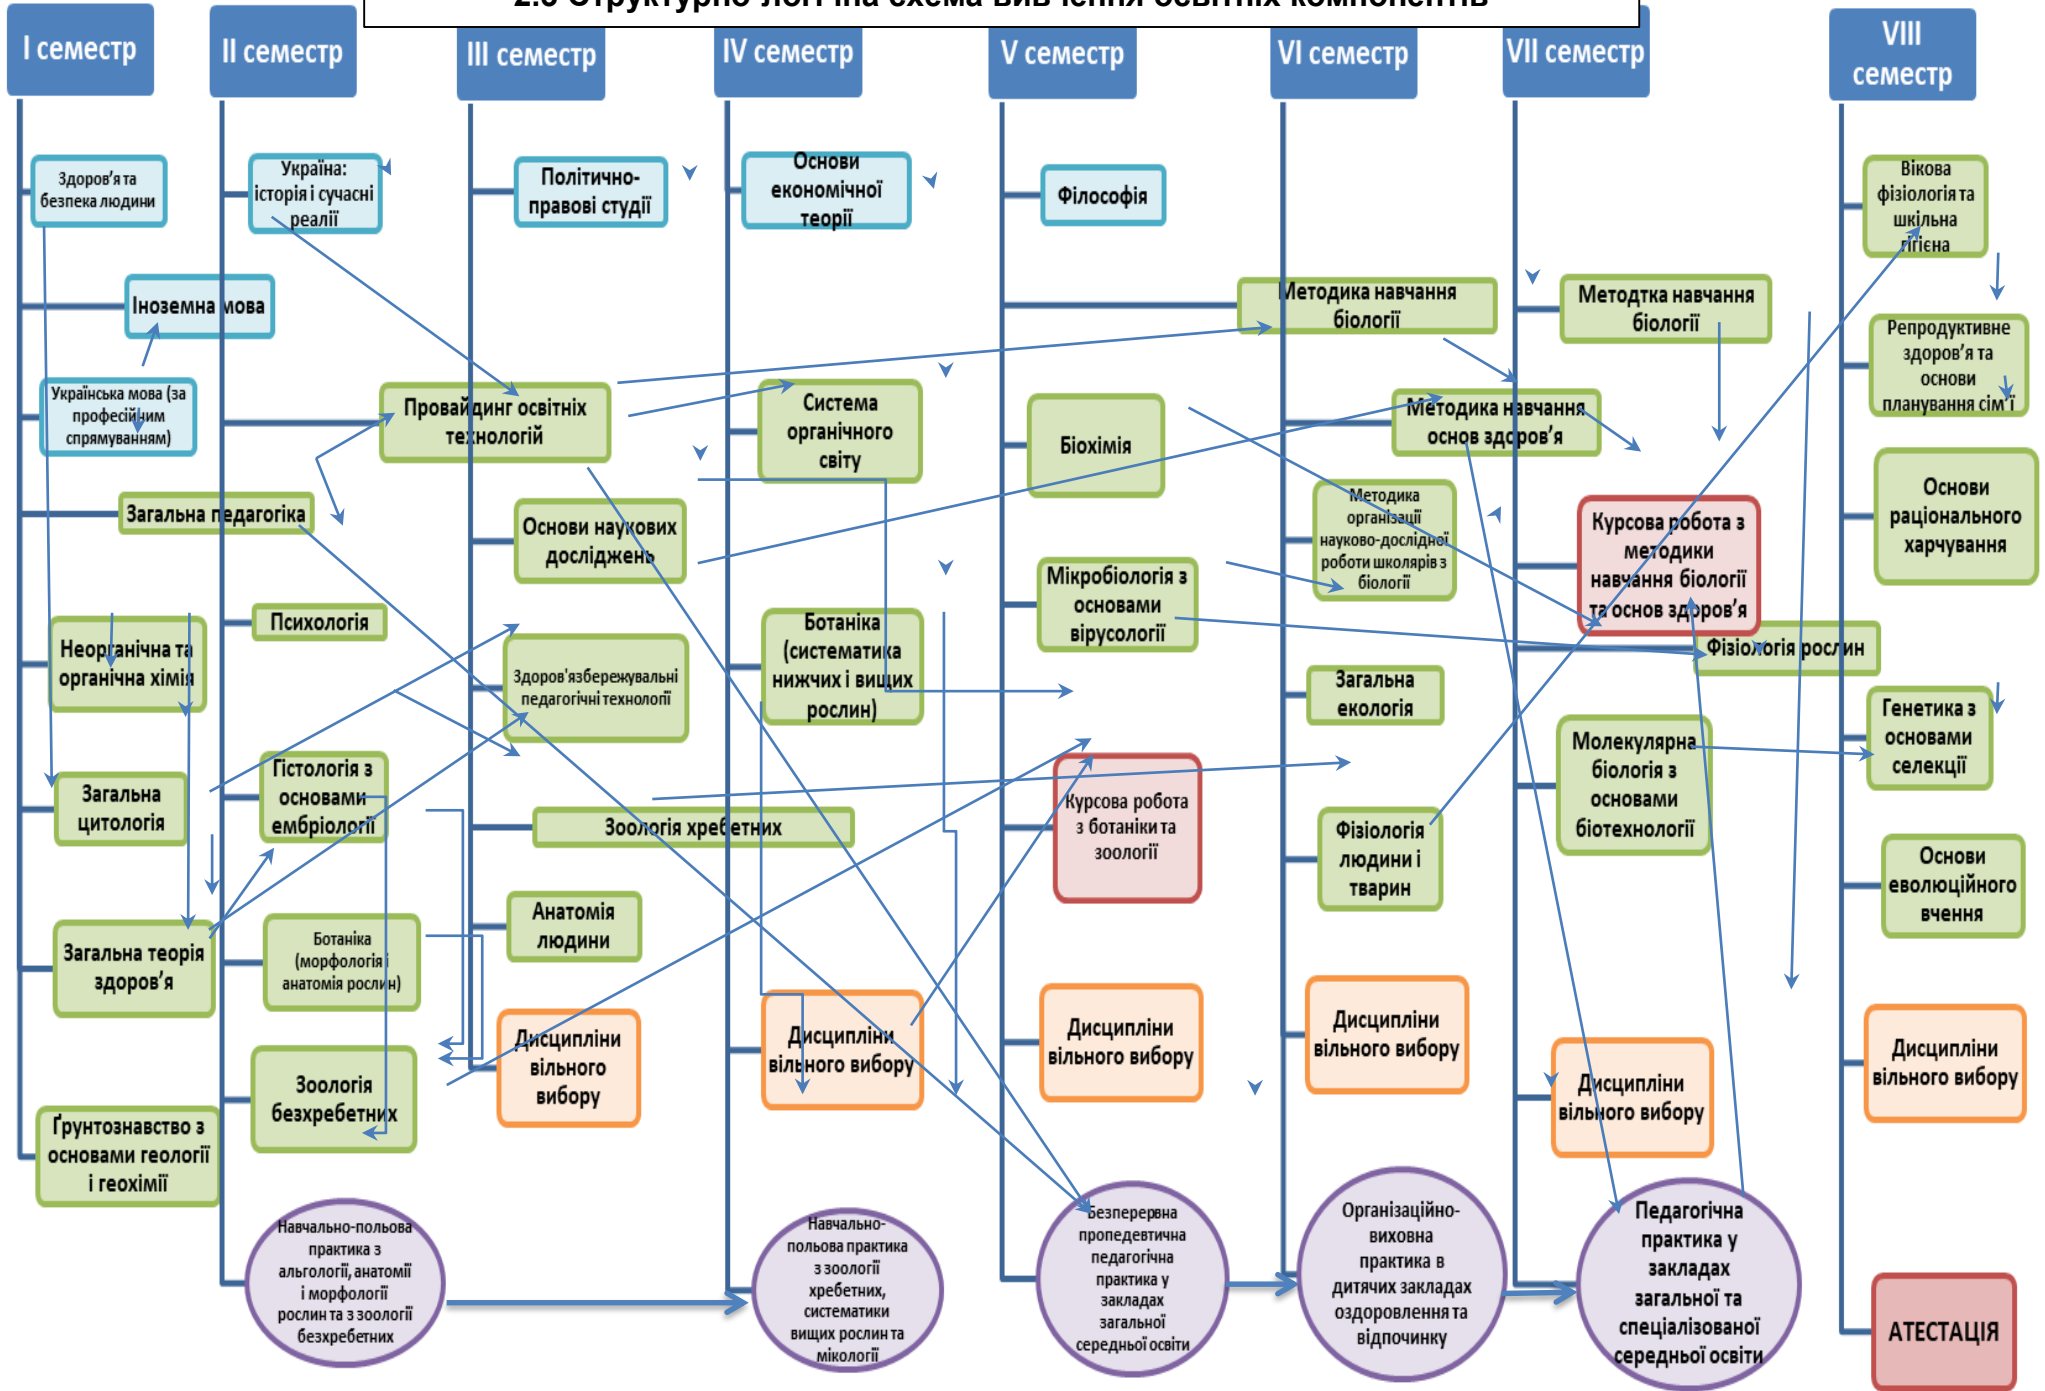 2.3 Структурно-логічна схема вивчення освітніх компонентів
І семестр
Здоров'я та
безпека людини
Іноземна мова
Українська мова (за
професійним
спрямуванням)
Загальна педагогіка
Неорганічна та
органічна хімія
Загальна
цитологія
Загальна теорія
здоров'я
Ґрунтознавство з
основами геології
і геохімії
ІІ семестр
Україна:
історія і сучасні
реалії
Психологія
Гістологія з
основами
ембріології
Ботаніка
(морфологія і
анатомія рослин)
Зоологія
безхребетних
Навчально-польова
практика з
альгології, анатомії
і морфології
рослин та з зоології
безхребетних
ІІІ семестр
Політично-
правові студії
Провайдинг освітніх
технологій
Основи наукових
досліджень
Здоров'язбережувальні
педагогічні технології
Зоологія хребетних
Анатомія
людини
Дисципліни
вільного
вибору
IV семестр
Основи
економічної
теорії
Система
органічного
світу
Ботаніка
(систематика
нижчих і вищих
рослин)
Дисципліни
вільного вибору
Навчально-
польова практика
з зоології
хребетних,
систематики
вищих рослин та
мікології
V семестр
Філософія
Методика навчання
біології
Біохімія
Мікробіологія з
основами
вірусології
Курсова робота
з ботаніки та
зоології
Дисципліни
вільного вибору
Безперервна
пропедевтична
педагогічна
практика у
закладах
загальної
середньої освіти
VI семестр
Методика навчання
основ здоров'я
Методика
організації
науково-дослідної
роботи школярів з
біології
Загальна
екологія
Фізіологія
людини і
тварин
Дисципліни
вільного вибору
Організаційно-
виховна
практика в
дитячих закладах
оздоровлення та
відпочинку
VII семестр
Методтка навчання
біології
Курсова робота з
методики
навчання біології
та основ здоров'я
Фізіологія рослин
Молекулярна
біологія з
основами
біотехнології
Дисципліни
вільного вибору
Педагогічна
практика у
закладах
загальної та
спеціалізованої
середньої освіти
VIII
семестр
Вікова
фізіологія та
шкільна
гігієна
Репродуктивне
здоров'я та
основи
планування сім'ї
Основи
раціонального
харчування
Генетика з
основами
селекції
Основи
еволюційного
вчення
Дисципліни
вільного вибору
АТЕСТАЦІЯ